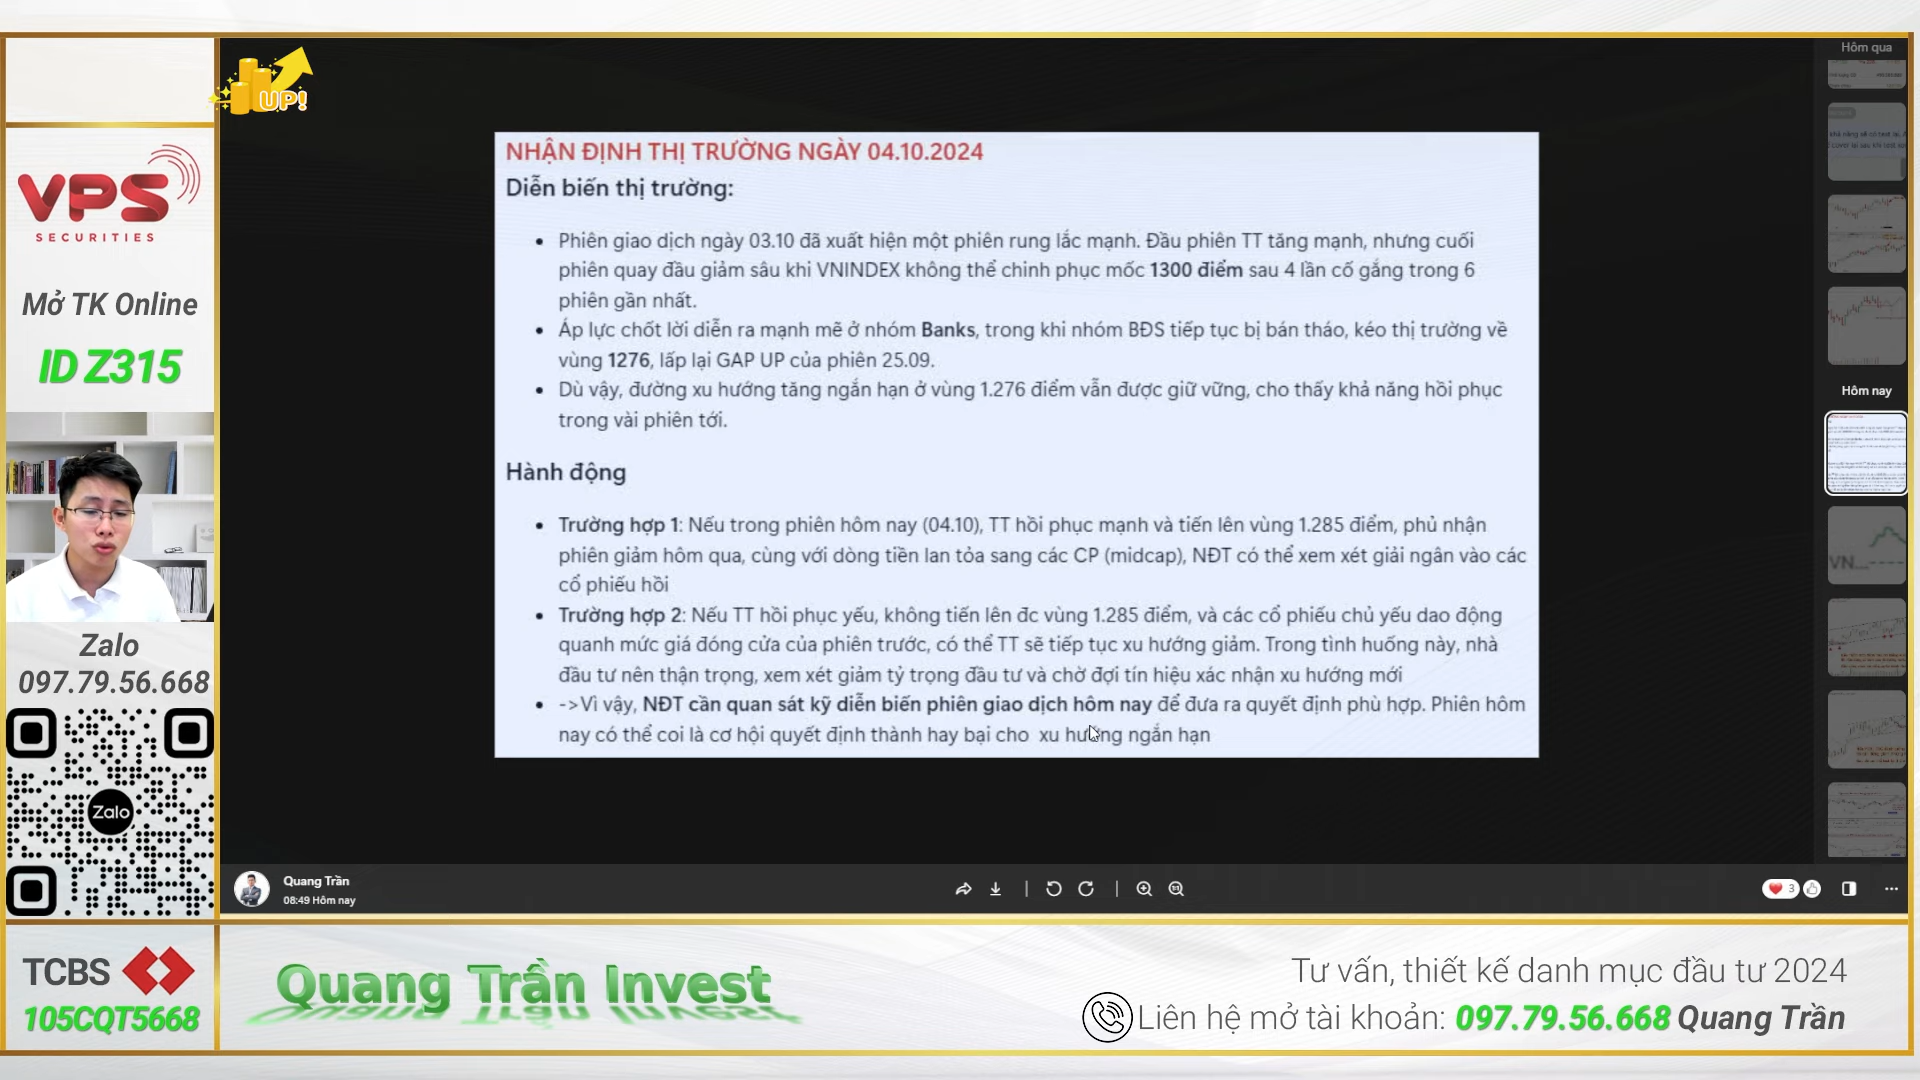 UP!
VPS
SECURITIES
Mở TK Online
ID Z315
Zalo
097.79.56.668
Zalo
TCBS
105CQT5668
NHẬN ĐỊNH THỊ TRƯỜNG NGÀY 04.10.2024
Diễn biến thị trường:
• Phiên giao dịch ngày 03.10 đã xuất hiện một phiên rung lắc mạnh. Đầu phiên TT tăng mạnh, nhưng cuối
phiên quay đầu giảm sâu khi VNINDEX không thể chinh phục mốc 1300 điểm sau 4 lần cố gắng trong 6
phiên gần nhất.
• Áp lực chốt lời diễn ra mạnh mẽ ở nhóm Banks, trong khi nhóm BĐS tiếp tục bị bán tháo, kéo thị trường về
vùng 1276, lấp lại GAP UP của phiên 25.09.
• Dù vậy, đường xu hướng tăng ngắn hạn ở vùng 1.276 điểm vẫn được giữ vững, cho thấy khả năng hồi phục
trong vài phiên tới.
Hành động
• Trường hợp 1: Nếu trong phiên hôm nay (04.10), TT hồi phục mạnh và tiến lên vùng 1.285 điểm, phủ nhận
phiên giảm hôm qua, cùng với dòng tiền lan tỏa sang các CP (midcap), NĐT có thể xem xét giải ngân vào các
cổ phiếu hồi
• Trường hợp 2: Nếu TT hồi phục yếu, không tiến lên đc vùng 1.285 điểm, và các cổ phiếu chủ yếu dao động
quanh mức giá đóng cửa của phiên trước, có thể TT sẽ tiếp tục xu hướng giảm. Trong tình huống này, nhà
đầu tư nên thận trọng, xem xét giảm tỷ trọng đầu tư và chờ đợi tín hiệu xác nhận xu hướng mới
• ->Vì vậy, NĐT cần quan sát kỹ diễn biến phiên giao dịch hôm nay để đưa ra quyết định phù hợp. Phiên hôm
nay có thể coi là cơ hội quyết định thành hay bại cho xu hướng ngắn hạn
Hôm qua
Hôm nay
VN...
Quang Trần
08:49 Hôm nay
3
Quang Trần Invest
Tư vấn, thiết kế danh mục đầu tư 2024
Liên hệ mở tài khoản: 097.79.56.668 Quang Trần